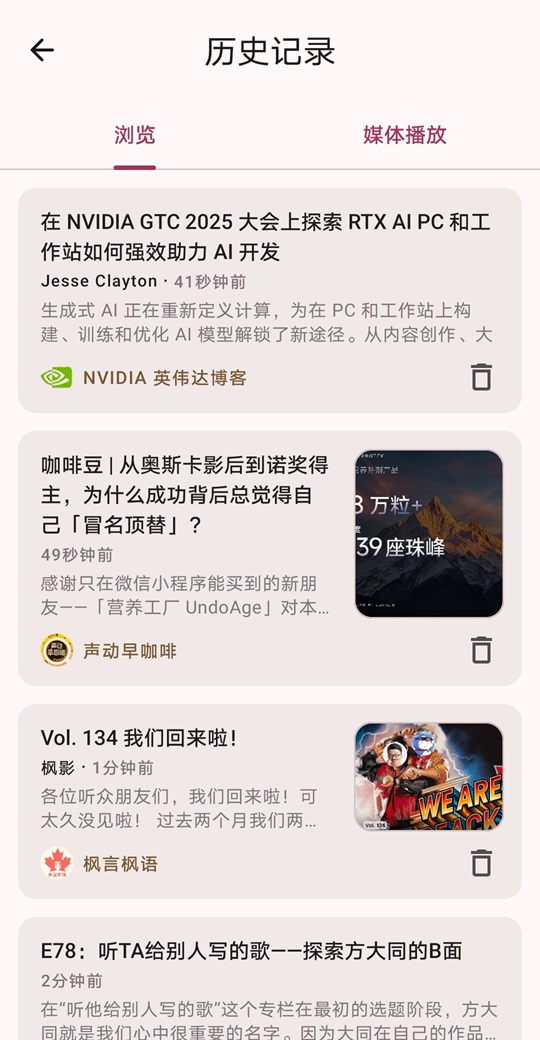 历史记录
浏览
媒体播放
在 NVIDIA GTC 2025 大会上探索 RTX AI PC 和工
作站如何强效助力 AI 开发
Jesse Clayton · 41秒钟前
生成式 AI 正在重新定义计算，为在 PC 和工作站上构
建、训练和优化 AI 模型解锁了新途径。从内容创作、大
NVIDIA 英伟达博客
咖啡豆 | 从奥斯卡影后到诺奖得
主，为什么成功背后总觉得自
己「冒名顶替」？
49秒钟前
感谢只在微信小程序能买到的新朋
友——「营养工厂 UndoAge」对本…
养补剂产品
3 万粒+
39座珠峰
声动早咖啡
Vol. 134 我们回来啦！
枫影 · 1分钟前
各位听众朋友们，我们回来啦！可
太久没见啦！ 过去两个月我们两…
WE ARE
BACK
Vol. 134
枫言枫语
E78：听TA给别人写的歌——探索方大同的B面
2分钟前
在“听他给别人写的歌”这个专栏在最初的选题阶段，方大
同就是我们心中很重要的名字。因为大同在自己的作品…